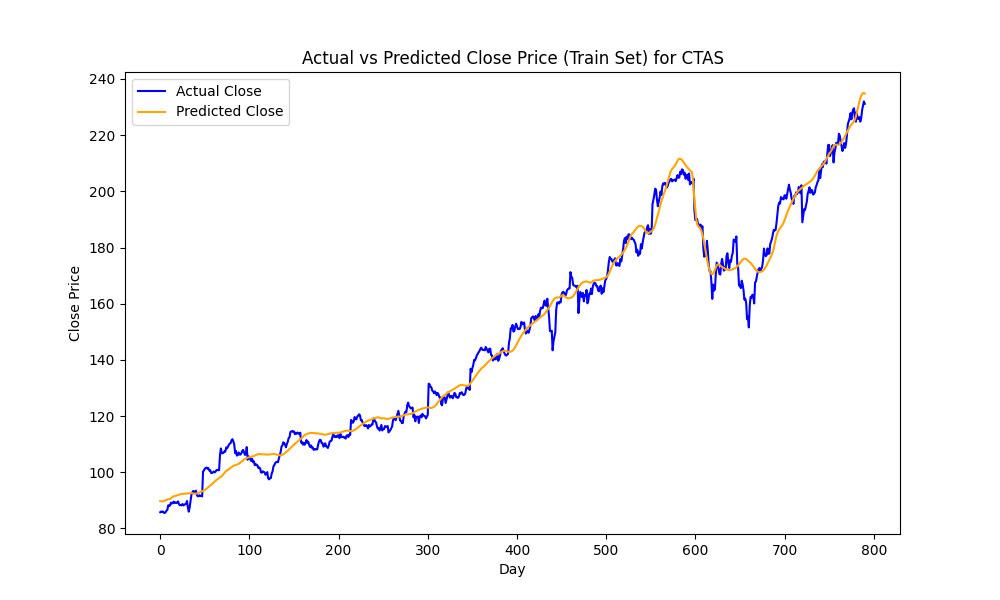 Actual vs Predicted Close Price (Train Set) for CTAS
Actual Close
Predicted Close
Close Price
240
220
200
180
160
140
120
100
80
0 100 200 300 400 500 600 700 800
Day